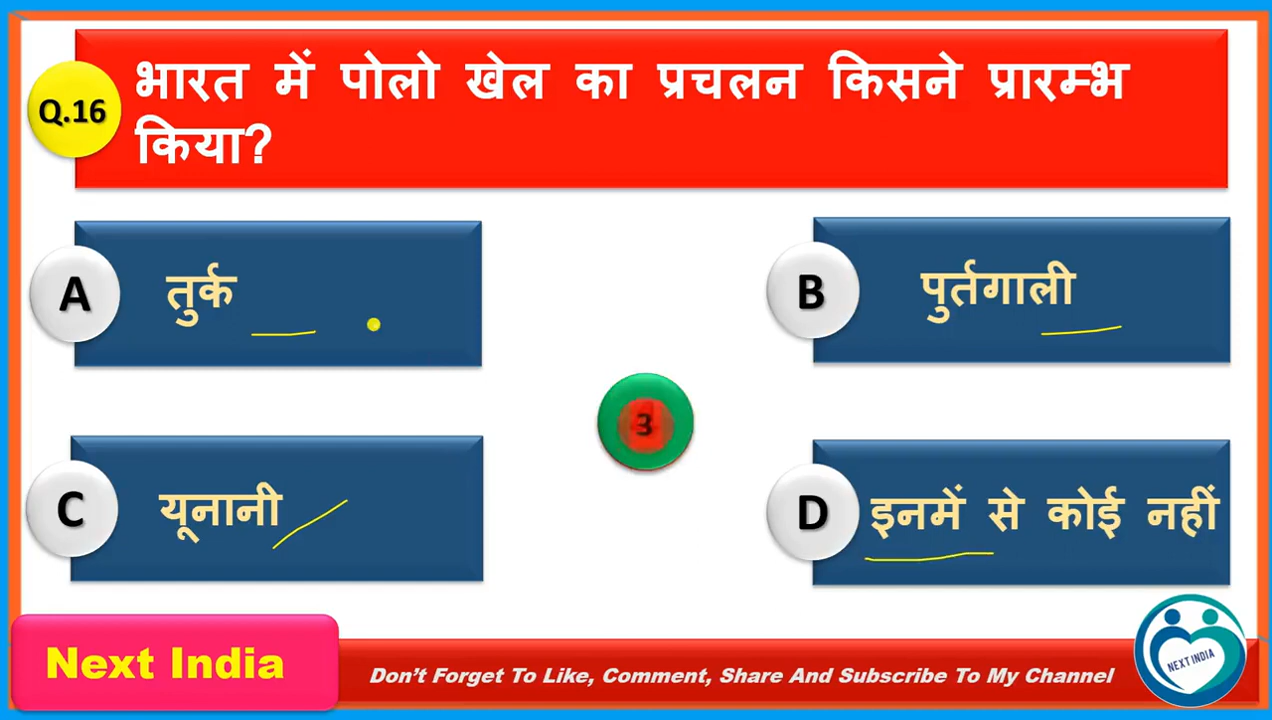 Q.16
भारत में पोलो खेल का प्रचलन किसने प्रारम्भ
किया?
A तुर्क
B पुर्तगाली
3
C यूनानी
D इनमें से कोई नहीं
Next India
Don't Forget To Like, Comment, Share And Subscribe To My Channel
NEXT INDIA